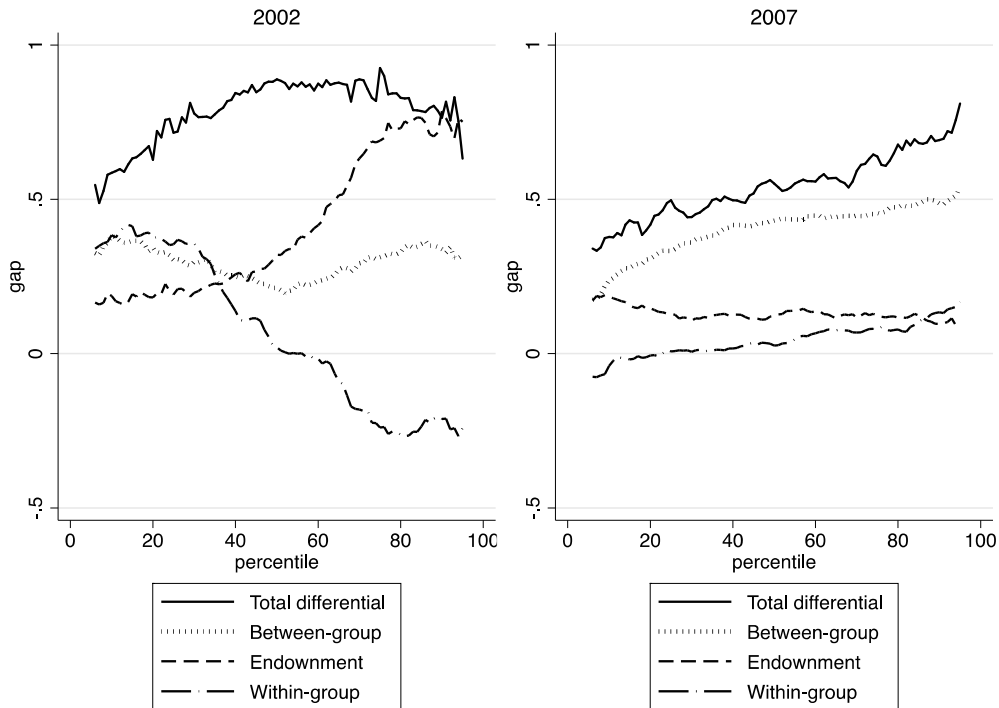 2002
1
.5
0
-.5
gap
0 20 40 60 80 100
percentile
Total differential
Between-group
Endownment
Within-group
2007
1
.5
0
-.5
gap
0 20 40 60 80 100
percentile
Total differential
Between-group
Endownment
Within-group